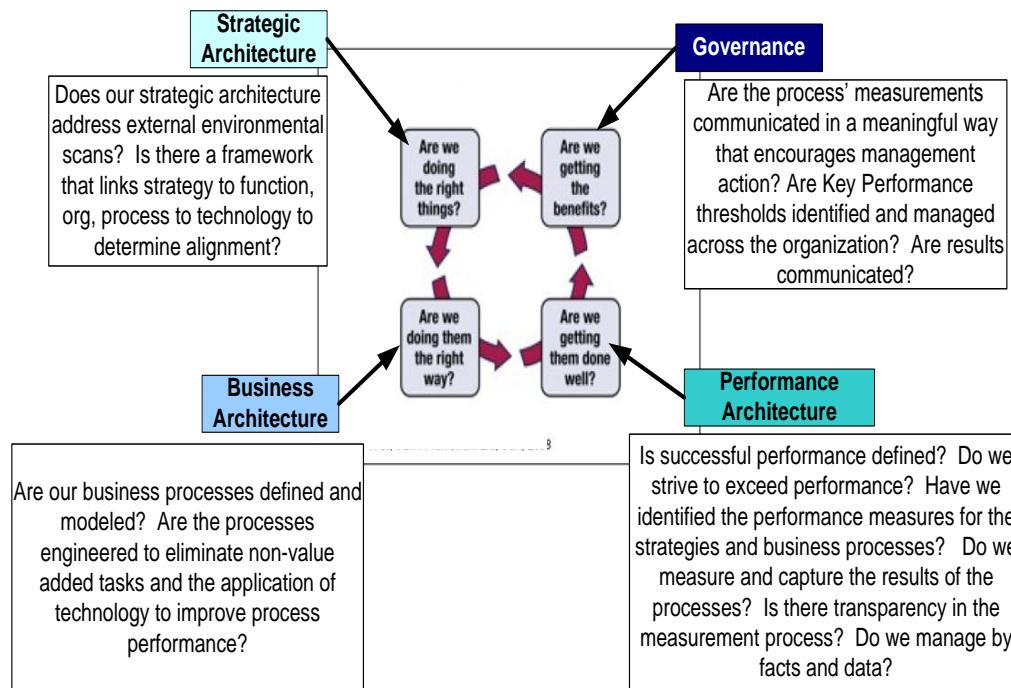 Strategic
Architecture
Does our strategic architecture
address external environmental
scans?  Is there a framework
that links strategy to function,
org, process to technology to
determine alignment?
Governance
Are the process’ measurements
communicated in a meaningful way
that encourages management
action? Are Key Performance
thresholds identified and managed
across the organization?  Are results
communicated?
Are we
doing
the right
things?
Are we
getting
the
benefits?
Are we
doing them
the right
way?
Are we
getting
them done
well?
Business
Architecture
Are our business processes defined and
modeled?  Are the processes
engineered to eliminate non-value
added tasks and the application of
technology to improve process
performance?
Performance
Architecture
Is successful performance defined?  Do we
strive to exceed performance?  Have we
identified the performance measures for the
strategies and business processes?   Do we
measure and capture the results of the
processes?  Is there transparency in the
measurement process?  Do we manage by
facts and data?